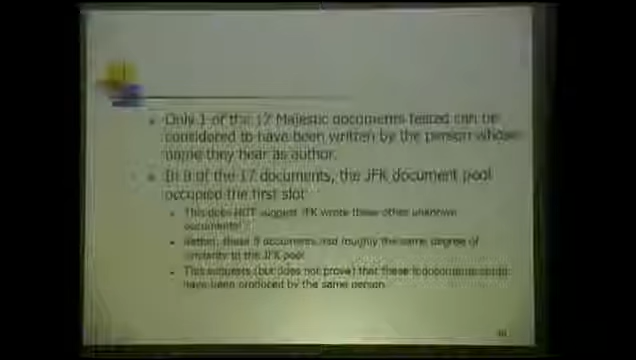 Only 1 of the 17 Majestic documents tested can be
considered to have been written by the person whose
name they bear as author.
In 9 of the 17 documents, the JFK document pool
occupied the first slot
This does NOT suggest JFK wrote these other unknown
documents!
Rather, these 9 documents had roughly the same degree of
similarity to the JFK pool
This suggests (but does not prove) that these documents could
have been produced by the same person.